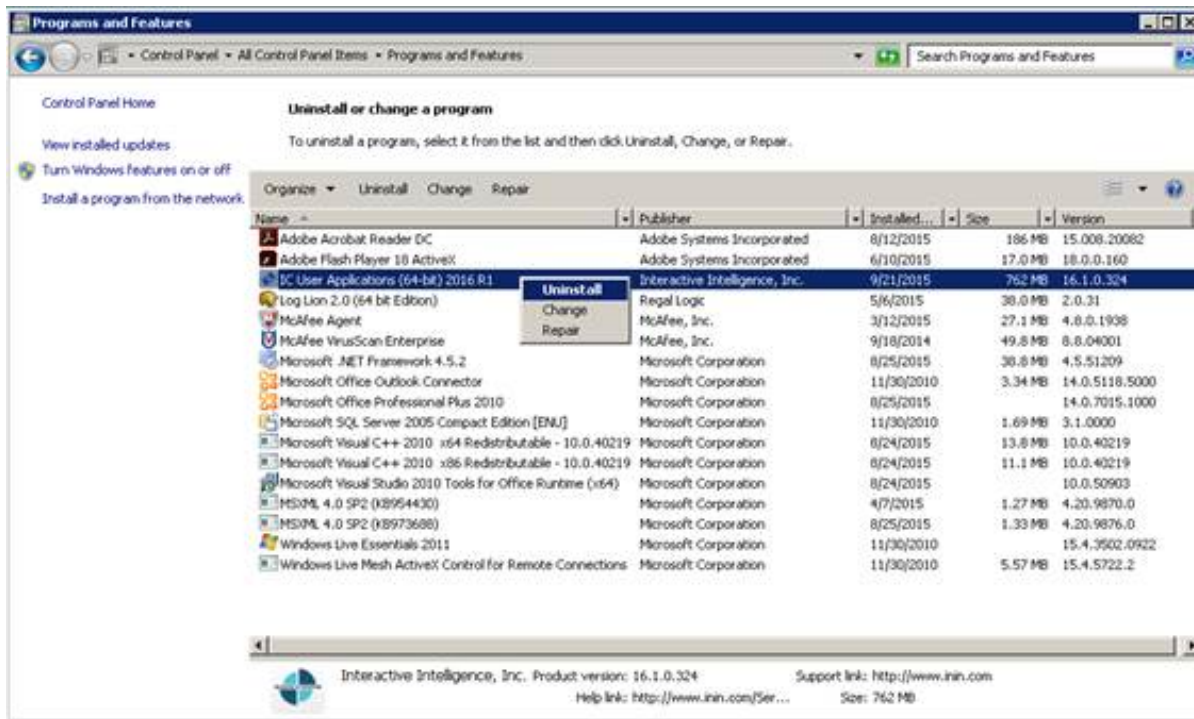 Programs and Features
Control Panel All Control Panel Items Programs and Features
Search Programs and Features
Control Panel Home
View installed updates
Turn Windows features on or off
Install a program from the network
Uninstall or change a program
To uninstall a program, select it from the list and then click Uninstall, Change, or Repair.
Organize Uninstall Change Repair
Name Publisher Installed... Size Version
Adobe Acrobat Reader DC Adobe Systems Incorporated 8/12/2015 186 MB 15.008.20082
Adobe Flash Player 18 ActiveX Adobe Systems Incorporated 6/10/2015 17.0 MB 18.0.0.160
IC User Applications (64-bit) 2016 R1 Interactive Intelligence, Inc. 9/21/2015 762 MB 16.1.0.324
Log Lion 2.0 (64 bit Edition) Regal Logic 5/6/2015 38.0 MB 2.0.31
McAfee Agent McAfee, Inc. 3/12/2015 27.1 MB 4.8.0.1938
McAfee VirusScan Enterprise McAfee, Inc. 9/18/2014 49.8 MB 8.8.04001
Microsoft .NET Framework 4.5.2 Microsoft Corporation 8/25/2015 38.8 MB 4.5.51209
Microsoft Office Outlook Connector Microsoft Corporation 11/30/2010 3.34 MB 14.0.5118.5000
Microsoft Office Professional Plus 2010 Microsoft Corporation 8/25/2015 14.0.7015.1000
Microsoft SQL Server 2005 Compact Edition [ENU] Microsoft Corporation 11/30/2010 1.69 MB 3.1.0000
Microsoft Visual C++ 2010 x64 Redistributable - 10.0.40219 Microsoft Corporation 8/24/2015 13.8 MB 10.0.40219
Microsoft Visual C++ 2010 x86 Redistributable - 10.0.40219 Microsoft Corporation 8/24/2015 11.1 MB 10.0.40219
Microsoft Visual Studio 2010 Tools for Office Runtime (x64) Microsoft Corporation 8/24/2015 10.0.50903
MSXML 4.0 SP2 (KB954430) Microsoft Corporation 4/7/2015 1.27 MB 4.20.9870.0
MSXML 4.0 SP2 (KB973688) Microsoft Corporation 8/25/2015 1.33 MB 4.20.9876.0
Windows Live Essentials 2011 Microsoft Corporation 11/30/2010 15.4.3502.0922
Windows Live Mesh ActiveX Control for Remote Connections Microsoft Corporation 11/30/2010 5.57 MB 15.4.5722.2
Uninstall
Change
Repair
Interactive Intelligence, Inc. Product version: 16.1.0.324 Support link: http://www.inin.com
Help link: http://www.inin.com/Ser... Size: 762 MB